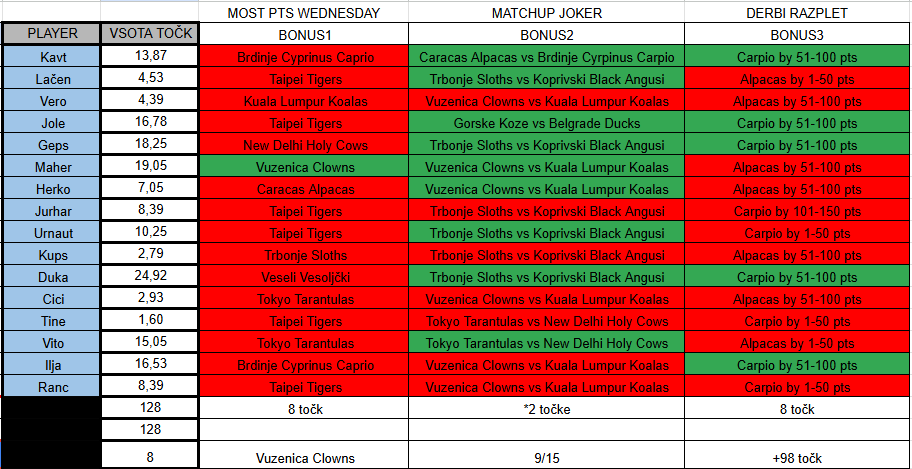 MOST PTS WEDNESDAY MATCHUP JOKER DERBI RAZPLET
PLAYER VSOTA TOČK BONUS1 BONUS2 BONUS3
Kavt 13,87 Brdinje Cyprinus Caprio Caracas Alpacas vs Brdinje Cyrpinus Carpio Carpio by 51-100 pts
Lačen 4,53 Taipei Tigers Trbonje Sloths vs Koprivski Black Angusi Alpacas by 1-50 pts
Vero 4,39 Kuala Lumpur Koalas Vuzenica Clowns vs Kuala Lumpur Koalas Alpacas by 51-100 pts
Jole 16,78 Taipei Tigers Gorske Koze vs Belgrade Ducks Carpio by 51-100 pts
Geps 18,25 New Delhi Holy Cows Trbonje Sloths vs Koprivski Black Angusi Carpio by 51-100 pts
Maher 19,05 Vuzenica Clowns Vuzenica Clowns vs Kuala Lumpur Koalas Alpacas by 51-100 pts
Herko 7,05 Caracas Alpacas Vuzenica Clowns vs Kuala Lumpur Koalas Alpacas by 51-100 pts
Jurhar 8,39 Taipei Tigers Trbonje Sloths vs Koprivski Black Angusi Carpio by 101-150 pts
Urnaut 10,25 Taipei Tigers Trbonje Sloths vs Koprivski Black Angusi Carpio by 1-50 pts
Kups 2,79 Trbonje Sloths Trbonje Sloths vs Koprivski Black Angusi Alpacas by 51-100 pts
Duka 24,92 Veseli Vesoljčki Trbonje Sloths vs Koprivski Black Angusi Carpio by 51-100 pts
Cici 2,93 Tokyo Tarantulas Vuzenica Clowns vs Kuala Lumpur Koalas Alpacas by 51-100 pts
Tine 1,60 Taipei Tigers Tokyo Tarantulas vs New Delhi Holy Cows Carpio by 1-50 pts
Vito 15,05 Tokyo Tarantulas Tokyo Tarantulas vs New Delhi Holy Cows Alpacas by 1-50 pts
Ilja 16,53 Brdinje Cyprinus Caprio Vuzenica Clowns vs Kuala Lumpur Koalas Carpio by 51-100 pts
Ranc 8,39 Taipei Tigers Vuzenica Clowns vs Kuala Lumpur Koalas Carpio by 1-50 pts
128 8 točk *2 točke 8 točk
128
8 Vuzenica Clowns 9/15 +98 točk